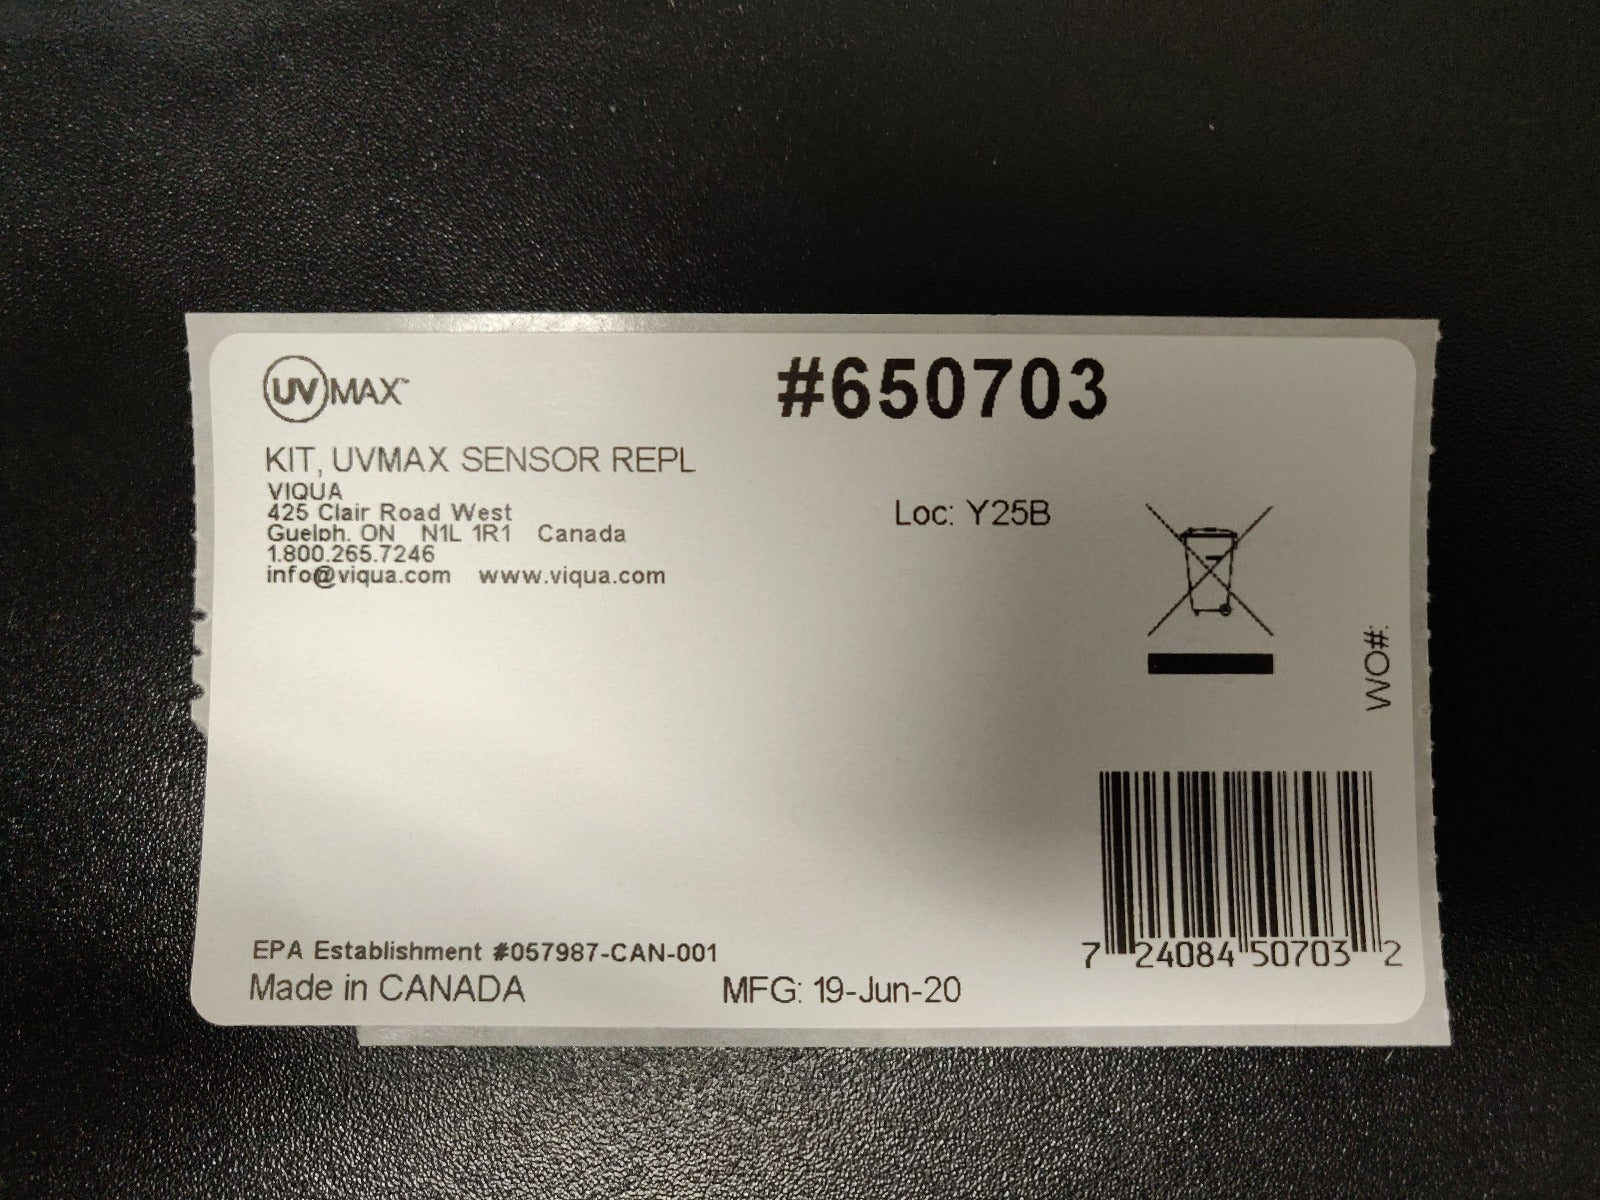 UVMAX™
#650703
KIT, UVMAX SENSOR REPL
VIQUA
425 Clair Road West
Guelph, ON N1L 1R1 Canada
1.800.265.7246
info@viqua.com www.viqua.com
Loc: Y25B
WO#:
EPA Establishment #057987-CAN-001
Made in CANADA
MFG: 19-Jun-20
7 24084 50703 2